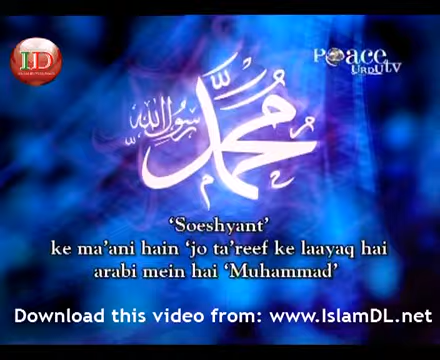 ID
Peace
URDU tv
محمد رسول الله
'Soeshyant'
ke ma'ani hain 'jo ta'reef ke laayaq hai
arabi mein hai 'Muhammad'
Download this video from: www.IslamDL.net